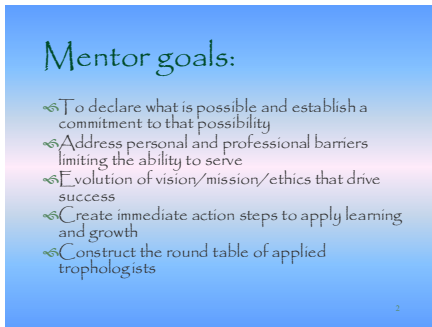 Mentor goals:
To declare what is possible and establish a
commitment to that possibility
Address personal and professional barriers
limiting the ability to serve
Evolution of vision/mission/ethics that drive
success
Create immediate action steps to apply learning
and growth
Construct the round table of applied
trophologists
2